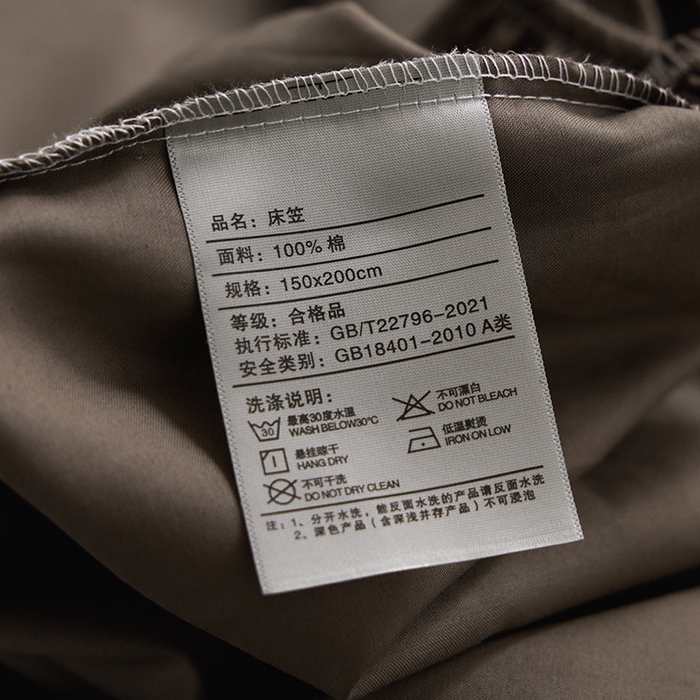 品名：床笠
面料：100% 棉
规格：150x200cm
等级：合格品
执行标准：GB/T22796-2021
安全类别：GB18401-2010 A类
洗涤说明：
30 最高30度水温
WASH BELOW30°C
不可漂白
DO NOT BLEACH
悬挂晾干
HANG DRY
低温熨烫
IRON ON LOW
不可干洗
DO NOT DRY CLEAN
注：1、分开水洗，能反面水洗的产品请反面水洗
2、深色产品（含深浅并存产品）不可浸泡